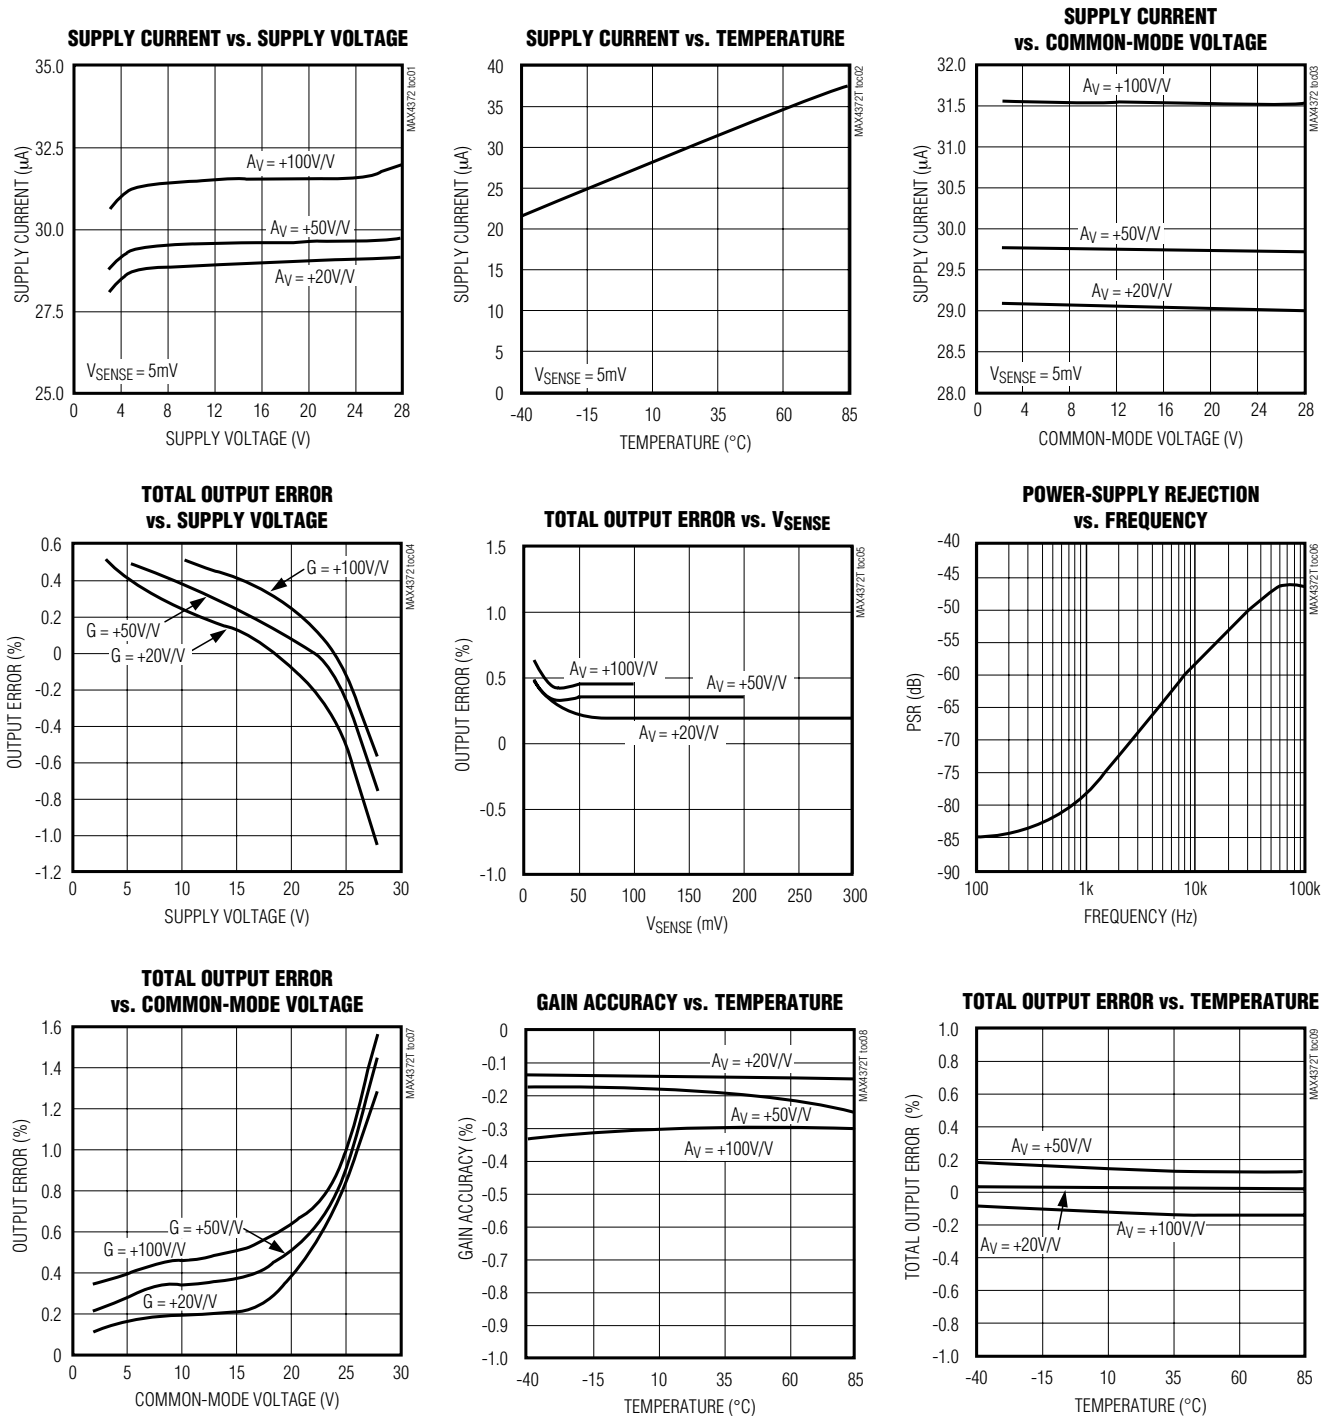 SUPPLY CURRENT vs. SUPPLY VOLTAGE
35.0
32.5
30.0
27.5
25.0
SUPPLY CURRENT (μA)
AV = +100V/V
AV = +50V/V
AV = +20V/V
VSENSE = 5mV
0 4 8 12 16 20 24 28
SUPPLY VOLTAGE (V)
MAX4372 toc01
SUPPLY CURRENT vs. TEMPERATURE
40
35
30
25
20
15
10
5
0
SUPPLY CURRENT (μA)
VSENSE = 5mV
-40 -15 10 35 60 85
TEMPERATURE (°C)
MAX4372T toc02
SUPPLY CURRENT
vs. COMMON-MODE VOLTAGE
32.0
31.5
31.0
30.5
30.0
29.5
29.0
28.5
28.0
SUPPLY CURRENT (μA)
AV = +100V/V
AV = +50V/V
AV = +20V/V
VSENSE = 5mV
0 4 8 12 16 20 24 28
COMMON-MODE VOLTAGE (V)
MAX4372 toc03
TOTAL OUTPUT ERROR
vs. SUPPLY VOLTAGE
0.6
0.4
0.2
0
-0.2
-0.4
-0.6
-0.8
-1.0
-1.2
OUTPUT ERROR (%)
G = +100V/V
G = +50V/V
G = +20V/V
0 5 10 15 20 25 30
SUPPLY VOLTAGE (V)
MAX4372 toc04
TOTAL OUTPUT ERROR vs. VSENSE
1.5
1.0
0.5
0
-0.5
-1.0
OUTPUT ERROR (%)
AV = +100V/V
AV = +50V/V
AV = +20V/V
0 50 100 150 200 250 300
VSENSE (mV)
MAX4372T toc05
POWER-SUPPLY REJECTION
vs. FREQUENCY
-40
-45
-50
-55
-60
-65
-70
-75
-80
-85
-90
PSR (dB)
100 1k 10k 100k
FREQUENCY (Hz)
MAX4372T toc06
TOTAL OUTPUT ERROR
vs. COMMON-MODE VOLTAGE
1.6
1.4
1.2
1.0
0.8
0.6
0.4
0.2
0
OUTPUT ERROR (%)
G = +50V/V
G = +100V/V
G = +20V/V
0 5 10 15 20 25 30
COMMON-MODE VOLTAGE (V)
MAX4372T toc07
GAIN ACCURACY vs. TEMPERATURE
0
-0.1
-0.2
-0.3
-0.4
-0.5
-0.6
-0.7
-0.8
-0.9
-1.0
GAIN ACCURACY (%)
AV = +20V/V
AV = +50V/V
AV = +100V/V
-40 -15 10 35 60 85
TEMPERATURE (°C)
MAX4372T toc08
TOTAL OUTPUT ERROR vs. TEMPERATURE
1.0
0.8
0.6
0.4
0.2
0
-0.2
-0.4
-0.6
-0.8
-1.0
TOTAL OUTPUT ERROR (%)
AV = +50V/V
AV = +100V/V
AV = +20V/V
-40 -15 10 35 60 85
TEMPERATURE (°C)
MAX4372T toc09